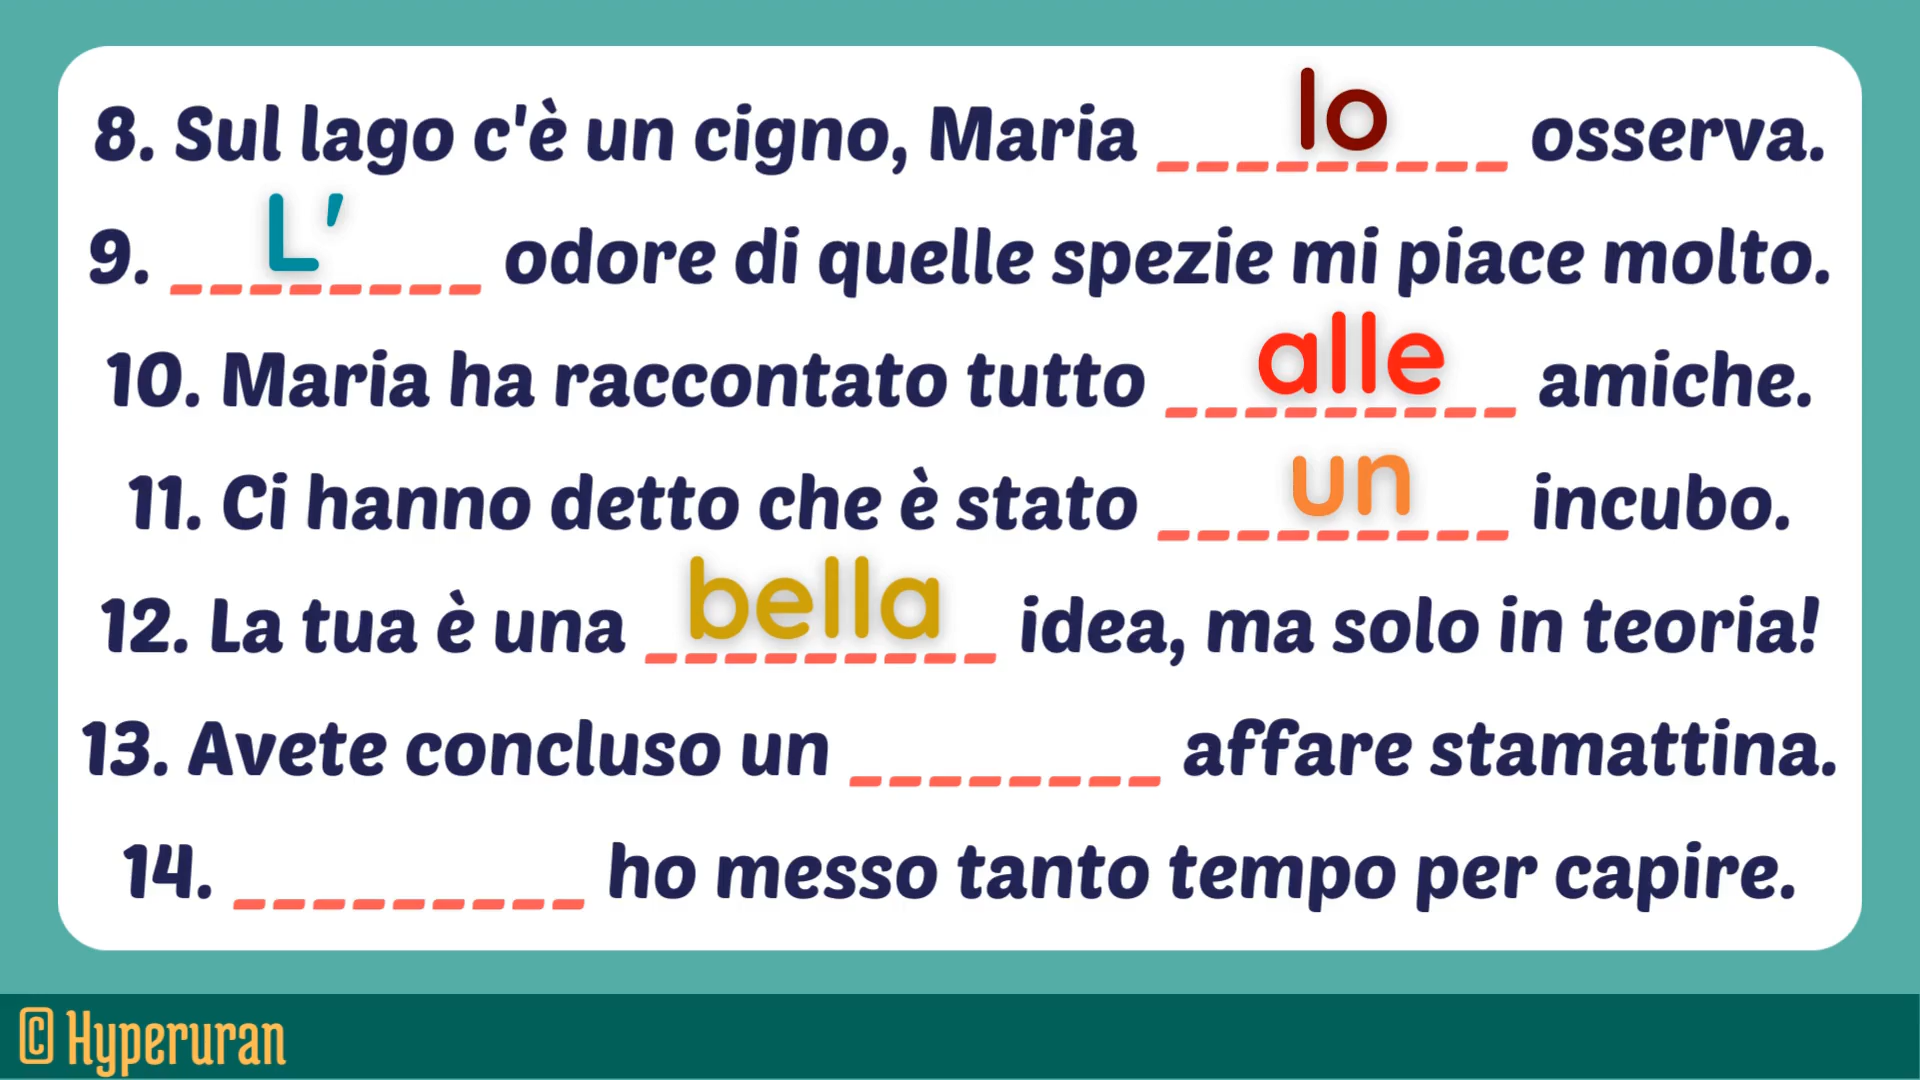 8. Sul lago c'è un cigno, Maria lo osserva.
9. L' odore di quelle spezie mi piace molto.
10. Maria ha raccontato tutto alle amiche.
11. Ci hanno detto che è stato un incubo.
12. La tua è una bella idea, ma solo in teoria!
13. Avete concluso un ________ affare stamattina.
14. _________ ho messo tanto tempo per capire.
© Hyperuran